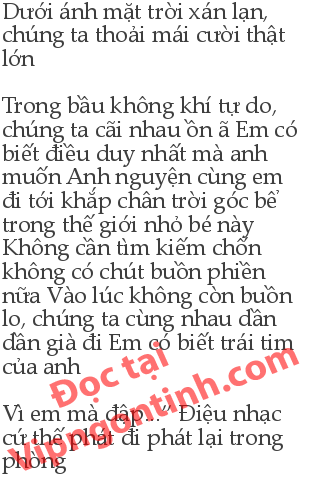 Dưới ánh mặt trời xán lạn,
chúng ta thoải mái cười thật
lớn
Trong bầu không khí tự do,
chúng ta cãi nhau ồn ã Em có
biết điều duy nhất mà anh
muốn Anh nguyện cùng em
đi tới khắp chân trời góc bể
trong thế giới nhỏ bé này
Không cần tìm kiếm chốn
không có chút buồn phiền
nữa Vào lúc không còn buồn
lo, chúng ta cùng nhau dần
dần già đi Em có biết trái tim
của anh
Vì em mà đập...” Điệu nhạc
cứ thế phát đi phát lại trong
phòng
Đọc tại
Vipngontinh.com